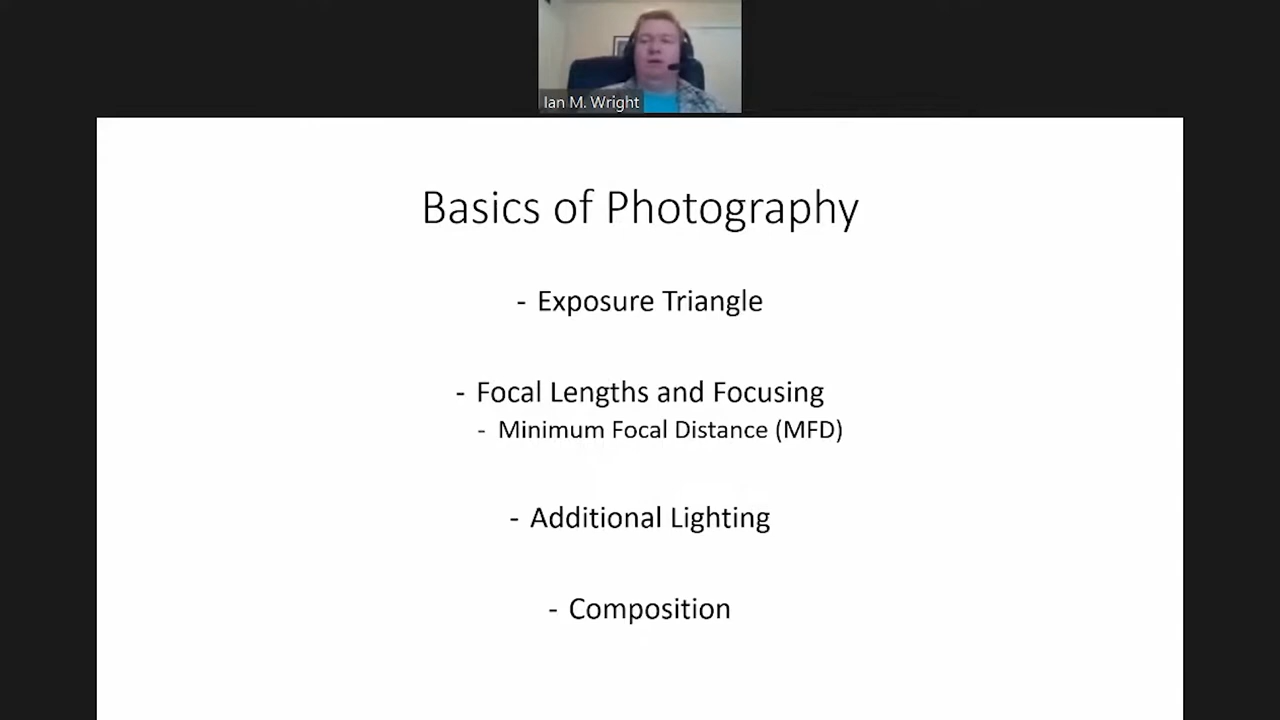 Ian M. Wright
Basics of Photography
- Exposure Triangle
- Focal Lengths and Focusing
- Minimum Focal Distance (MFD)
- Additional Lighting
- Composition